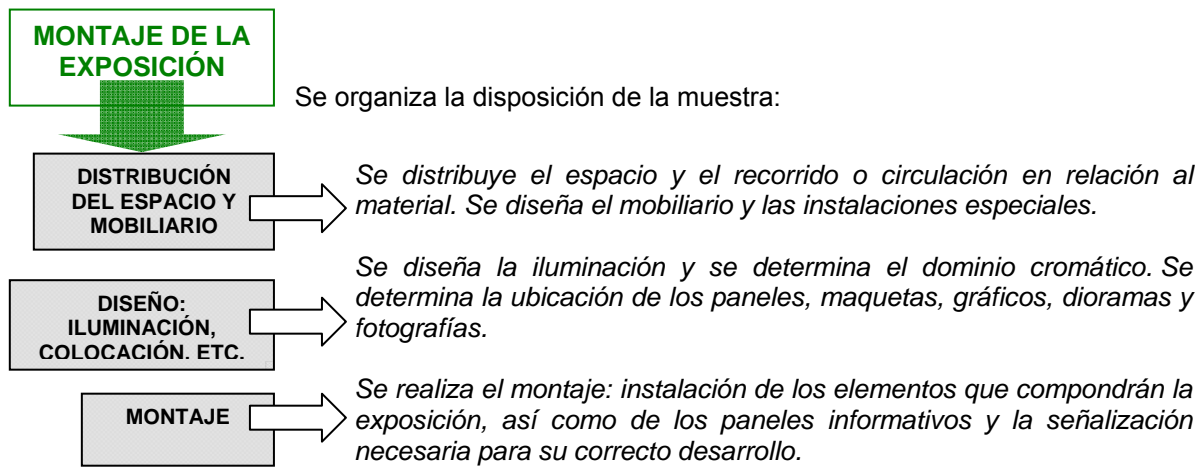 MONTAJE DE LA
EXPOSICIÓN
Se organiza la disposición de la muestra:
DISTRIBUCIÓN
DEL ESPACIO Y
MOBILIARIO
Se distribuye el espacio y el recorrido o circulación en relación al
material. Se diseña el mobiliario y las instalaciones especiales.
DISEÑO:
ILUMINACIÓN,
COLOCACIÓN, ETC.
Se diseña la iluminación y se determina el dominio cromático. Se
determina la ubicación de los paneles, maquetas, gráficos, dioramas y
fotografías.
MONTAJE
Se realiza el montaje: instalación de los elementos que compondrán la
exposición, así como de los paneles informativos y la señalización
necesaria para su correcto desarrollo.